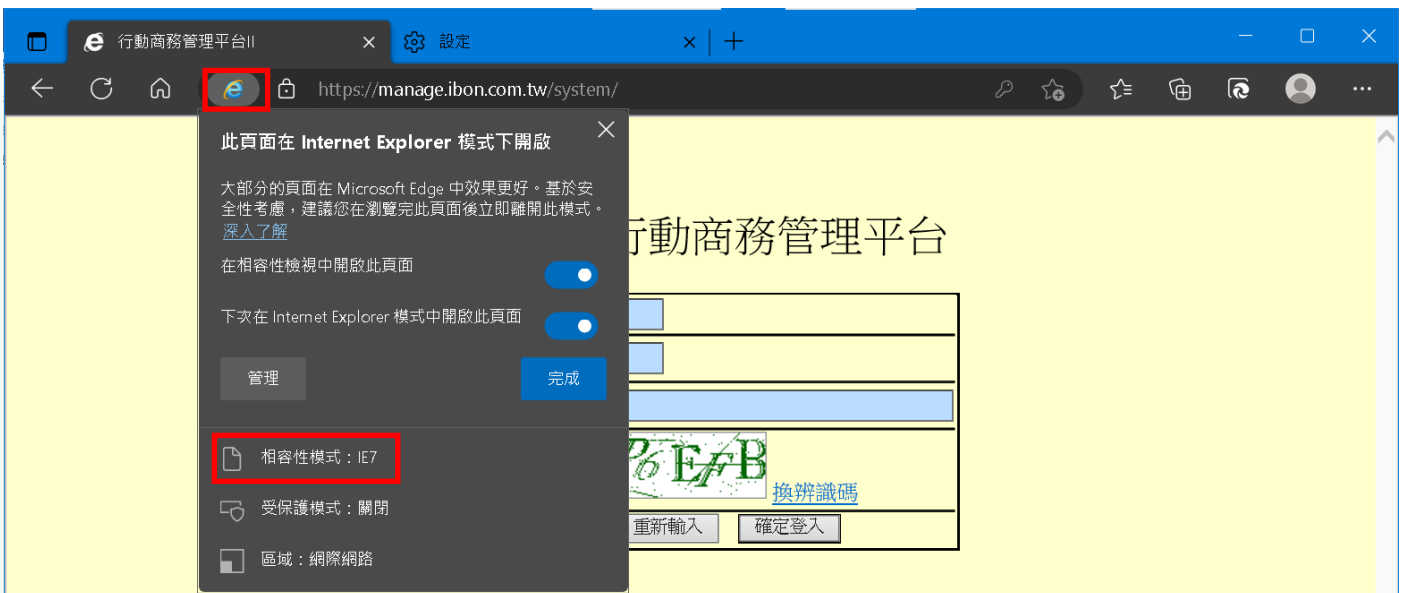 行動商務管理平台II
設定
https://manage.ibon.com.tw/system/
此頁面在 Internet Explorer 模式下開啟
大部分的頁面在 Microsoft Edge 中效果更好。基於安
全性考慮，建議您在瀏覽完此頁面後立即離開此模式。
深入了解
在相容性檢視中開啟此頁面
下次在 Internet Explorer 模式中開啟此頁面
管理
完成
相容性模式：IE7
受保護模式：關閉
區域：網際網路
行動商務管理平台
換辨識碼
重新輸入
確定登入